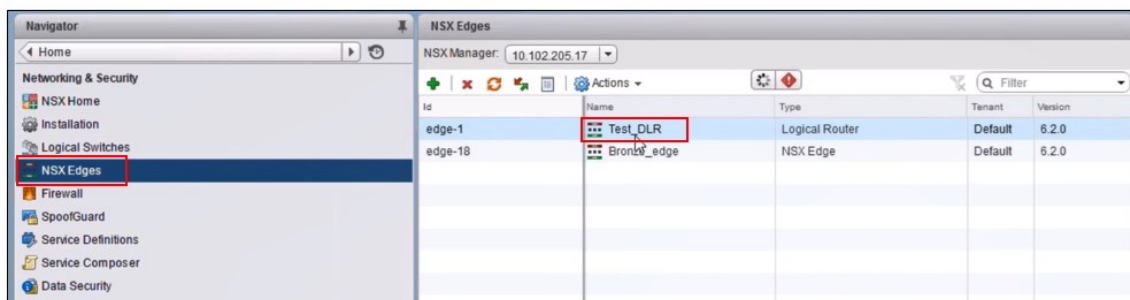 Navigator
Home
Networking & Security
NSX Home
Installation
Logical Switches
NSX Edges
Firewall
SpoofGuard
Service Definitions
Service Composer
Data Security
NSX Edges
NSX Manager: 10.102.205.17
Actions
Filter
Id Name Type Tenant Version
edge-1 Test_DLR Logical Router Default 6.2.0
edge-18 Bronze_edge NSX Edge Default 6.2.0